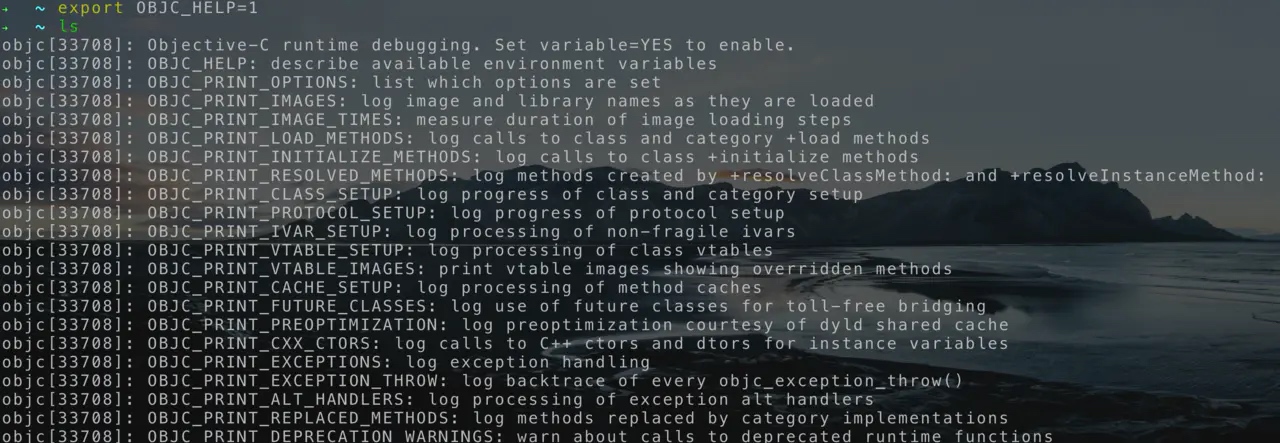 → ~ export OBJC_HELP=1
→ ~ ls
objc[33708]: Objective-C runtime debugging. Set variable=YES to enable.
objc[33708]: OBJC_HELP: describe available environment variables
objc[33708]: OBJC_PRINT_OPTIONS: list which options are set
objc[33708]: OBJC_PRINT_IMAGES: log image and library names as they are loaded
objc[33708]: OBJC_PRINT_IMAGE_TIMES: measure duration of image loading steps
objc[33708]: OBJC_PRINT_LOAD_METHODS: log calls to class and category +load methods
objc[33708]: OBJC_PRINT_INITIALIZE_METHODS: log calls to class +initialize methods
objc[33708]: OBJC_PRINT_RESOLVED_METHODS: log methods created by +resolveClassMethod: and +resolveInstanceMethod:
objc[33708]: OBJC_PRINT_CLASS_SETUP: log progress of class and category setup
objc[33708]: OBJC_PRINT_PROTOCOL_SETUP: log progress of protocol setup
objc[33708]: OBJC_PRINT_IVAR_SETUP: log processing of non-fragile ivars
objc[33708]: OBJC_PRINT_VTABLE_SETUP: log processing of class vtables
objc[33708]: OBJC_PRINT_VTABLE_IMAGES: print vtable images showing overridden methods
objc[33708]: OBJC_PRINT_CACHE_SETUP: log processing of method caches
objc[33708]: OBJC_PRINT_FUTURE_CLASSES: log use of future classes for toll-free bridging
objc[33708]: OBJC_PRINT_PREOPTIMIZATION: log preoptimization courtesy of dyld shared cache
objc[33708]: OBJC_PRINT_CXX_CTORS: log calls to C++ ctors and dtors for instance variables
objc[33708]: OBJC_PRINT_EXCEPTIONS: log exception handling
objc[33708]: OBJC_PRINT_EXCEPTION_THROW: log backtrace of every objc_exception_throw()
objc[33708]: OBJC_PRINT_ALT_HANDLERS: log processing of exception alt handlers
objc[33708]: OBJC_PRINT_REPLACED_METHODS: log methods replaced by category implementations
objc[33708]: OBJC_PRINT_DEPRECATION_WARNINGS: warn about calls to deprecated runtime functions